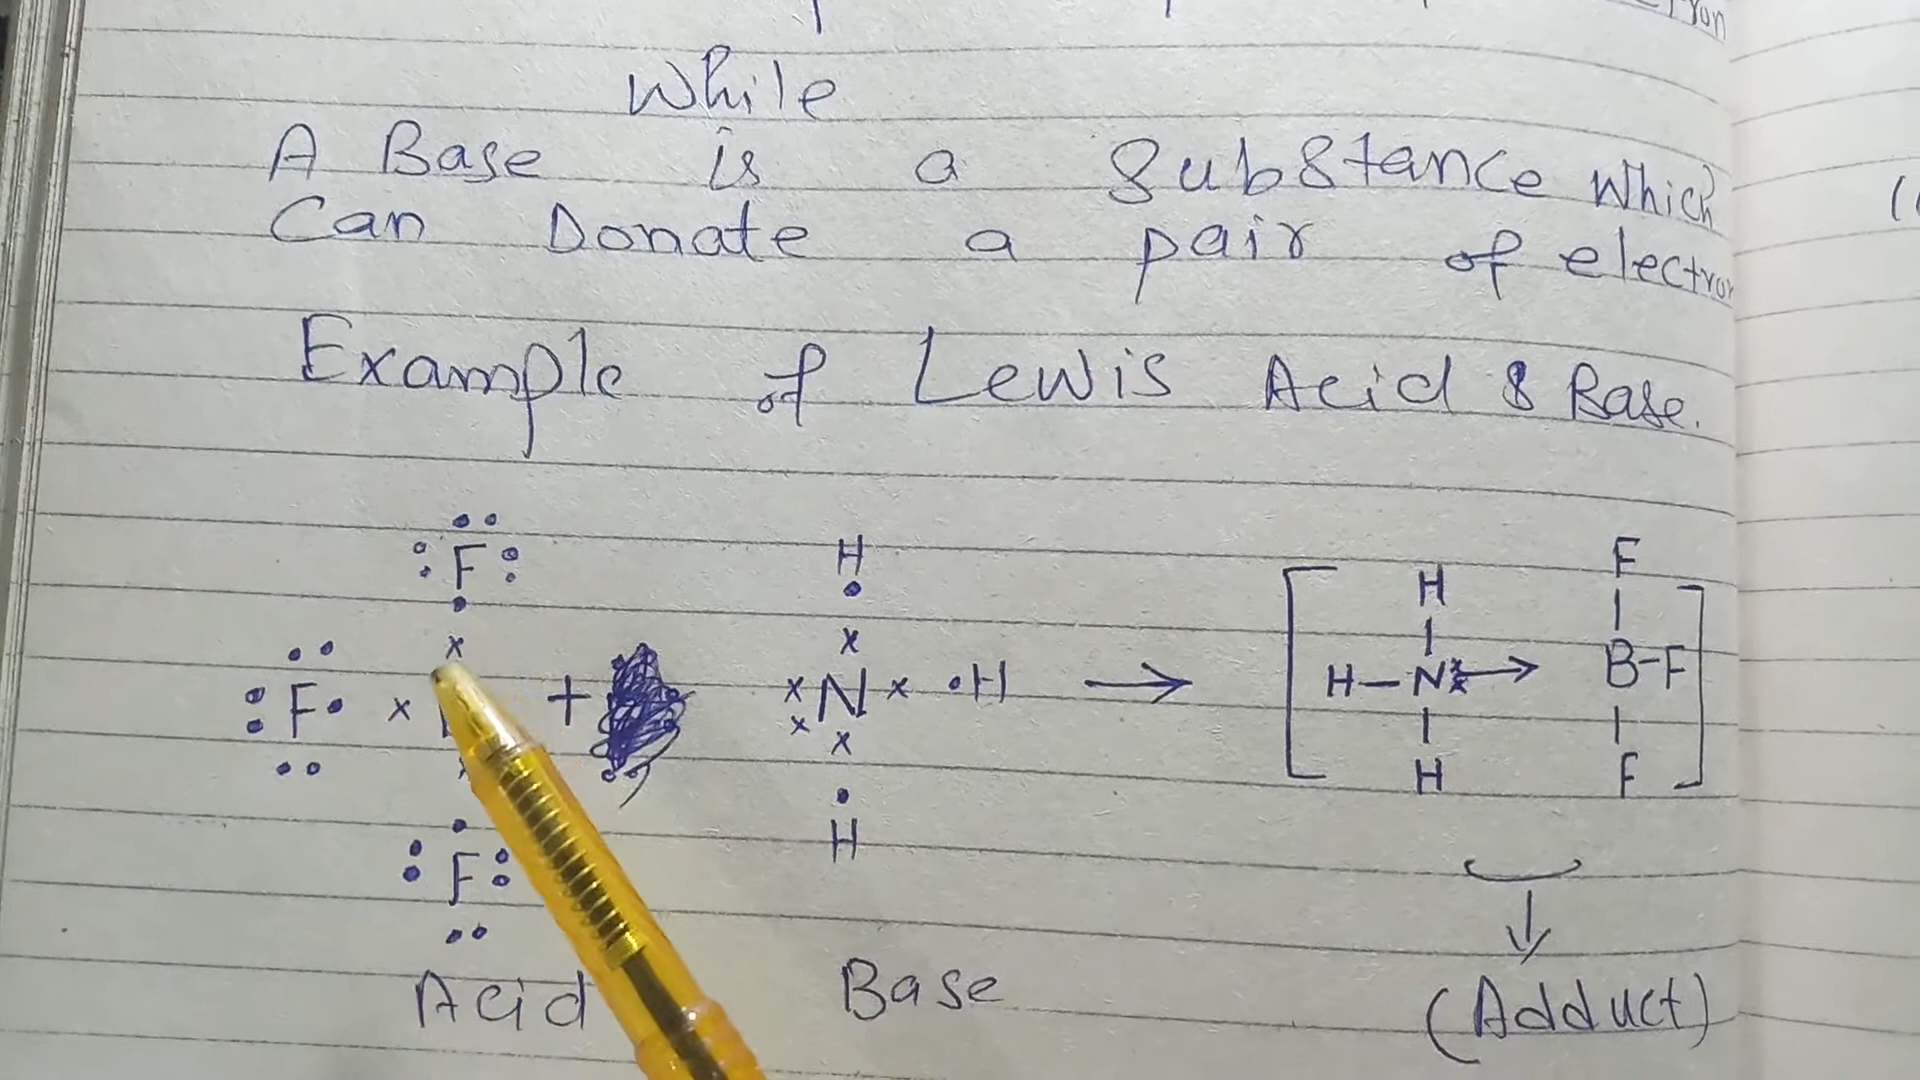 While
A Base is a Substance which
Can Donate a pair of electron
Example of Lewis Acid & Base.
F
H
F
H
F + N H → H—N→ B—F
H
F
F
H
Acid Base (Adduct)